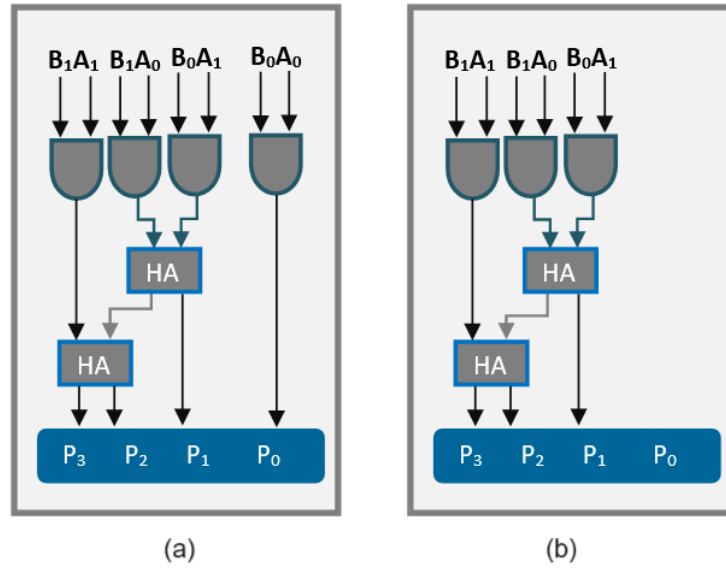 B₁A₁ B₁A₀ B₀A₁ B₀A₀
HA
HA
P₃ P₂ P₁ P₀
(a)
B₁A₁ B₁A₀ B₀A₁
HA
HA
P₃ P₂ P₁ P₀
(b)